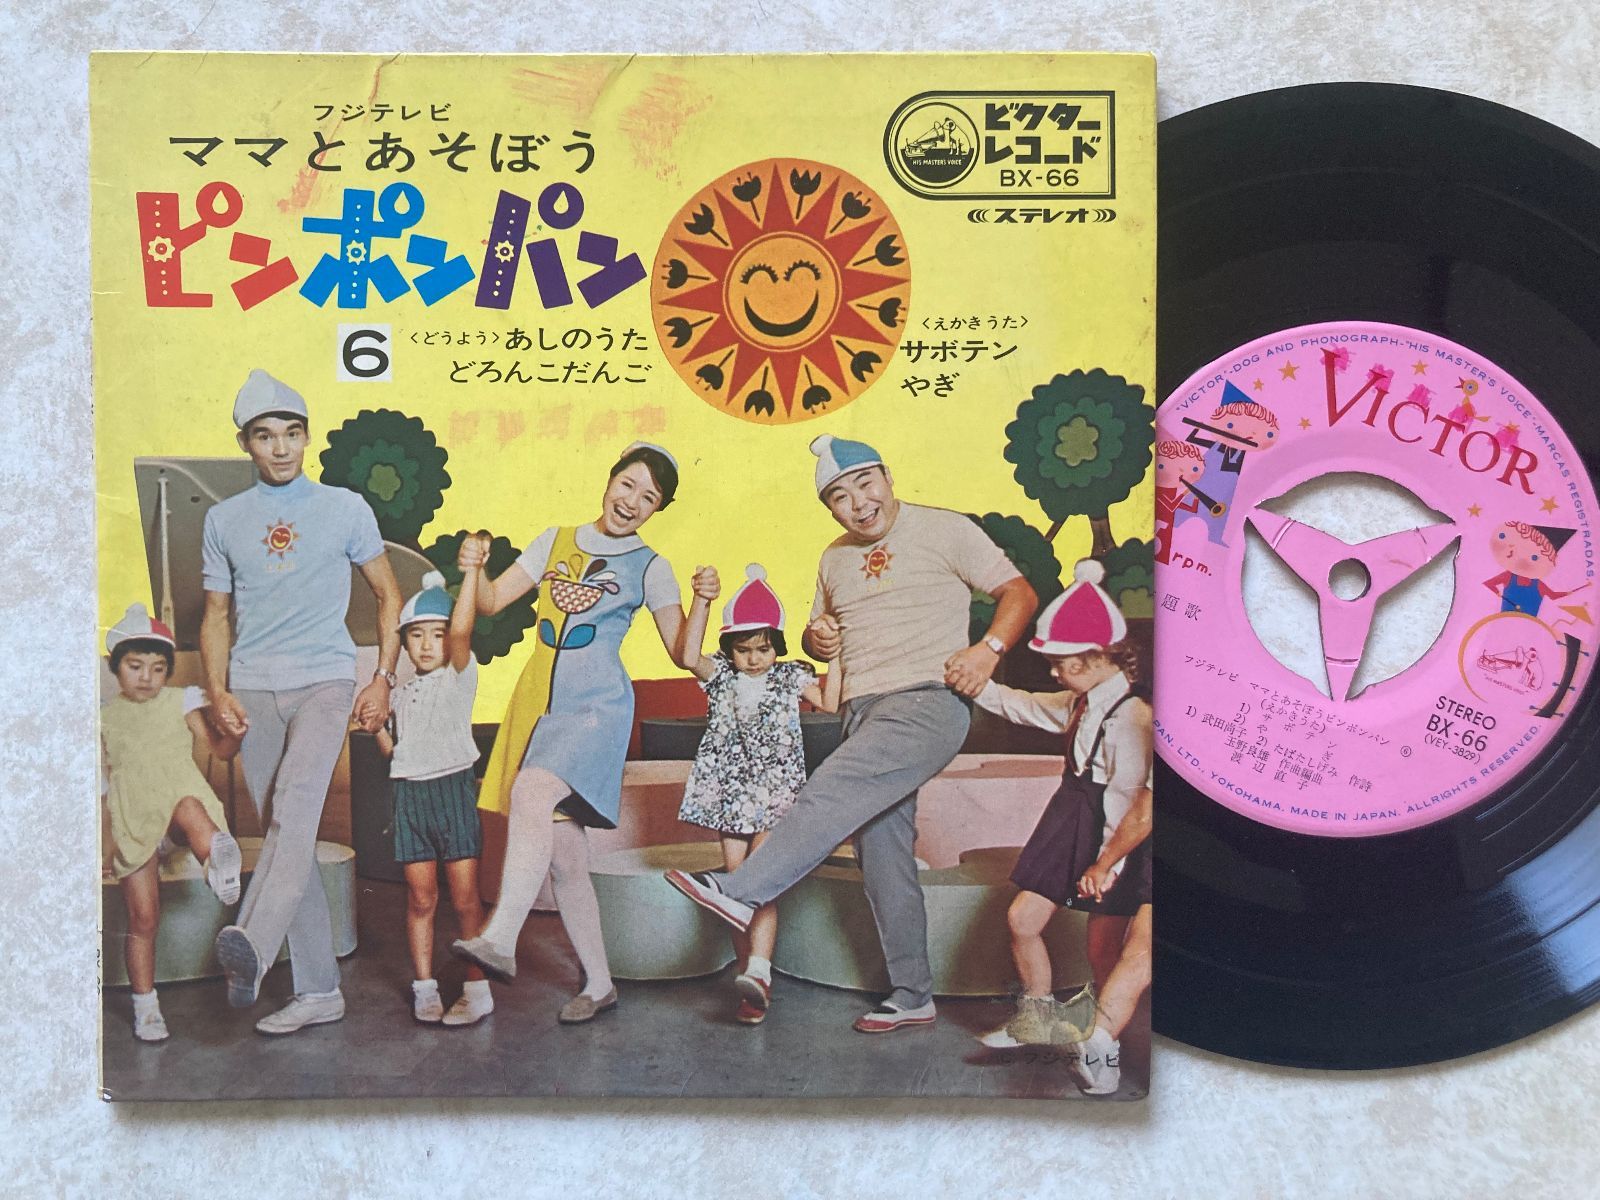 フジテレビ
ママとあそぼう
ピンポンパン
6
〈どうよう〉あしのうた
どろんこだんご
〈えかきうた〉
サボテン
やぎ
HIS MASTER'S VOICE
ビクター
レコード
BX-66
ステレオ
© フジテレビ
"VICTOR"-DOG AND PHONOGRAPH-"HIS MASTER'S VOICE"-MARCAS REGISTRADAS.
VICTOR
rpm.
題歌
フジテレビ ママとあそぼうピンポンパン ⑥
1) (えかきうた) サボテン
2) やぎ
1) 武田尚子 2) たばたしげみ 作詩
玉野良雄 作曲編曲
渡辺直子
STEREO
BX-66
(VEY-3829)
"HIS MASTER'S VOICE"
PAN, LTD., YOKOHAMA. MADE IN JAPAN. ALLRIGHTS RESERVED.